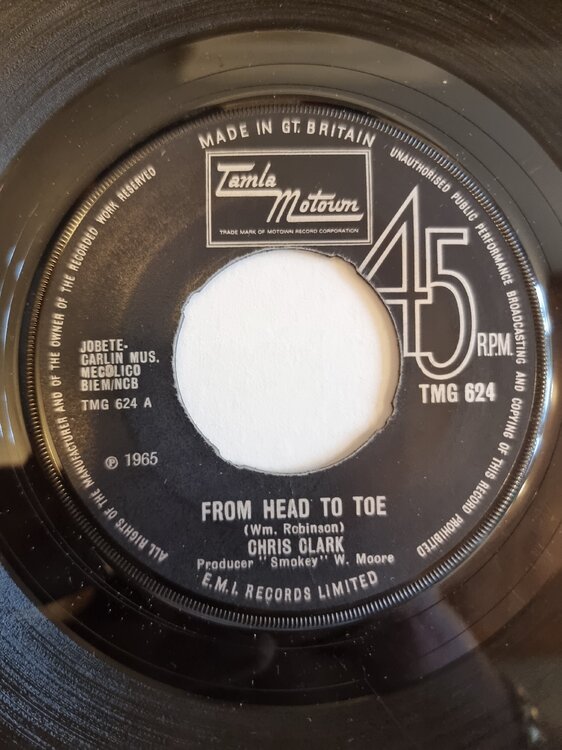 MADE IN GT. BRITAIN
UNAUTHORISED PUBLIC PERFORMANCE BROADCASTING AND COPYING OF THIS RECORD PROHIBITED
ALL RIGHTS OF THE MANUFACTURER AND OF THE OWNER OF THE RECORDED WORK RESERVED
Tamla
Motown
TRADE MARK OF MOTOWN RECORD CORPORATION
45
R.P.M.
TMG 624
JOBETE-
CARLIN MUS.
MECOLICO
BIEM/NCB
TMG 624 A
℗ 1965
FROM HEAD TO TOE
(Wm. Robinson)
CHRIS CLARK
Producer "Smokey" W. Moore
E.M.I. RECORDS LIMITED